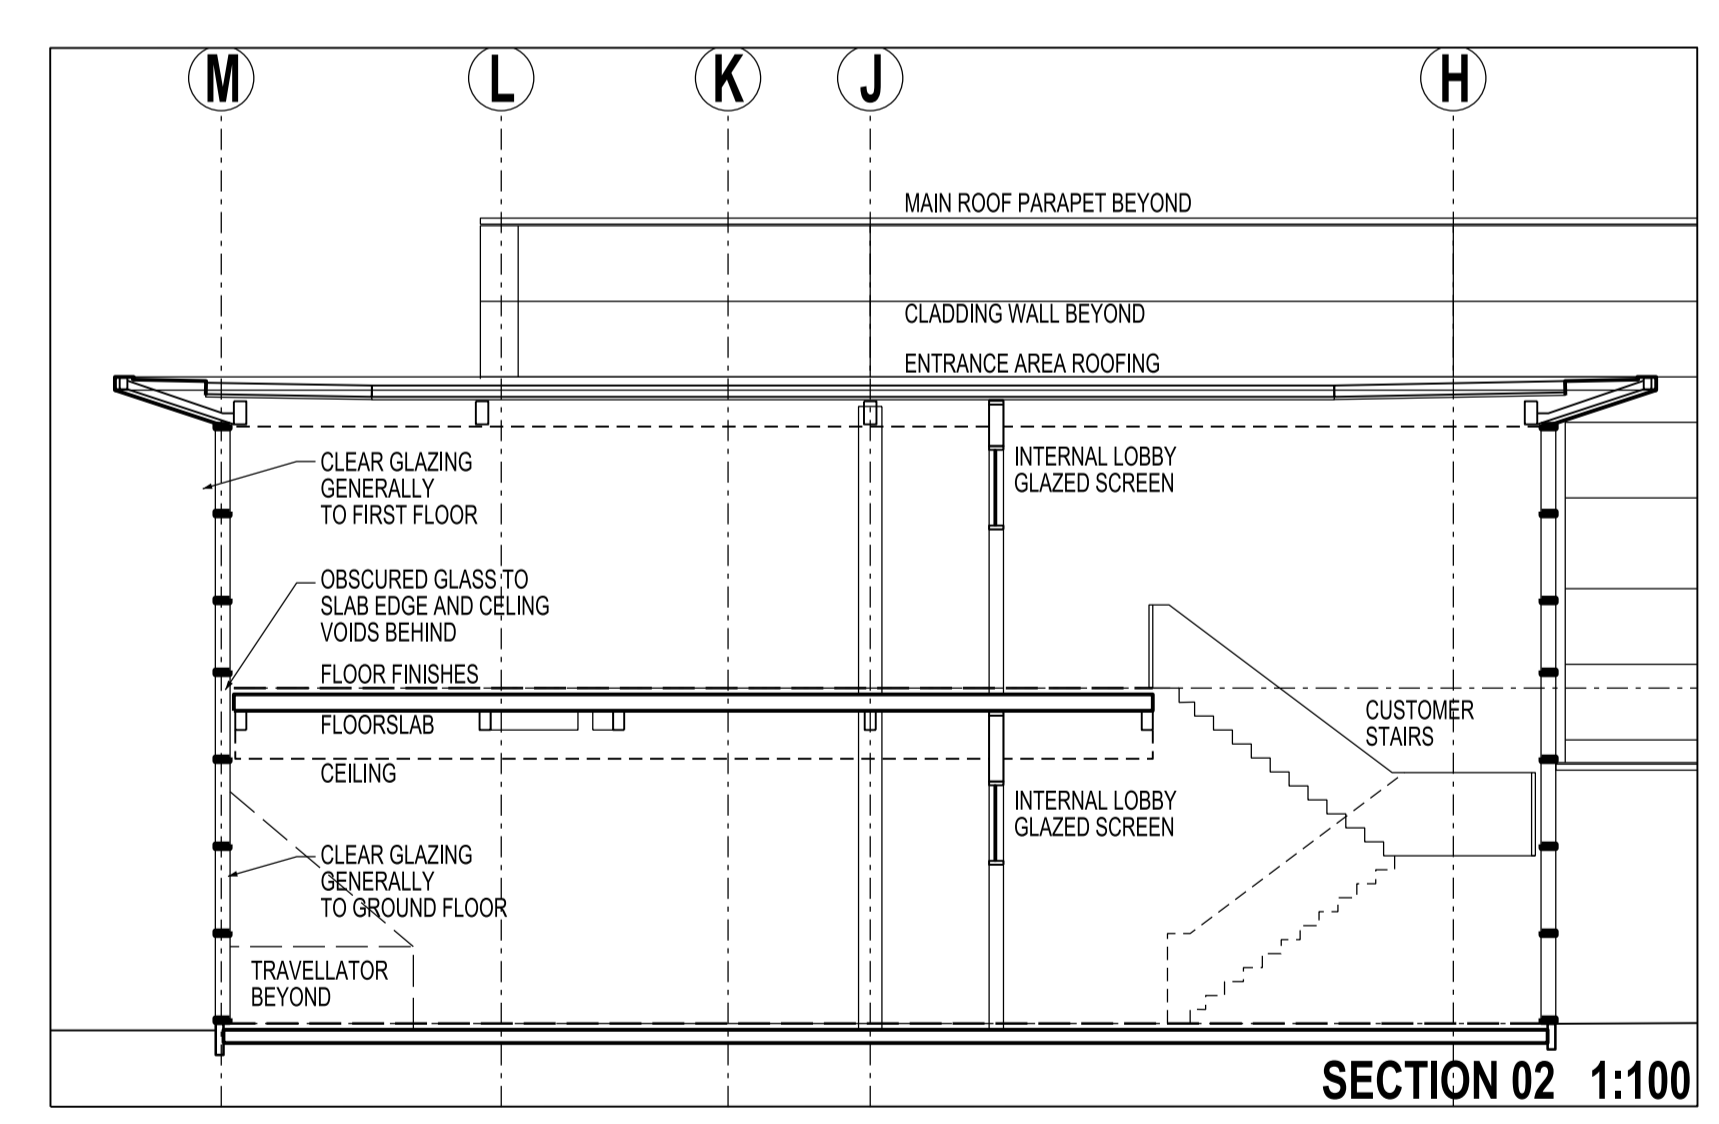 M L K J H
MAIN ROOF PARAPET BEYOND
CLADDING WALL BEYOND
ENTRANCE AREA ROOFING
CLEAR GLAZING
GENERALLY
TO FIRST FLOOR
INTERNAL LOBBY
GLAZED SCREEN
OBSCURED GLASS TO
SLAB EDGE AND CELING
VOIDS BEHIND
FLOOR FINISHES
FLOORSLAB
CEILING
CUSTOMER
STAIRS
INTERNAL LOBBY
GLAZED SCREEN
CLEAR GLAZING
GENERALLY
TO GROUND FLOOR
TRAVELLATOR
BEYOND
SECTION 02 1:100